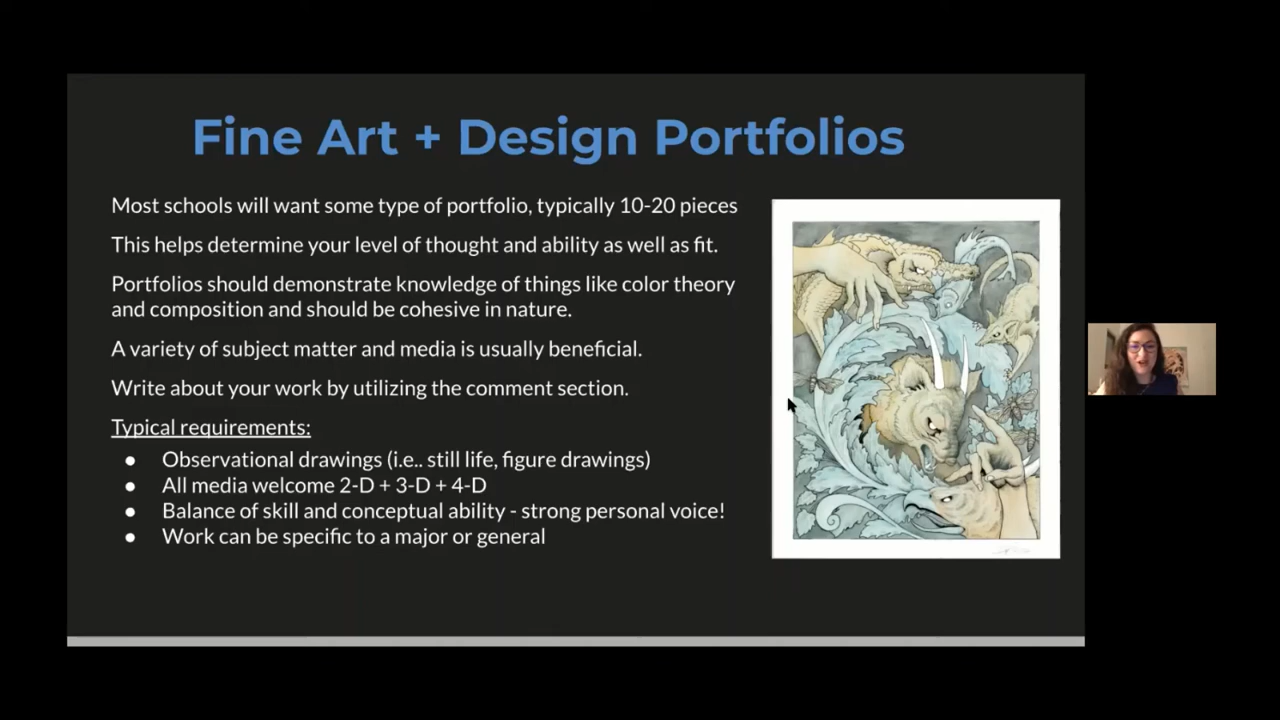 Fine Art + Design Portfolios
Most schools will want some type of portfolio, typically 10-20 pieces
This helps determine your level of thought and ability as well as fit.
Portfolios should demonstrate knowledge of things like color theory
and composition and should be cohesive in nature.
A variety of subject matter and media is usually beneficial.
Write about your work by utilizing the comment section.
Typical requirements:
● Observational drawings (i.e.. still life, figure drawings)
● All media welcome 2-D + 3-D + 4-D
● Balance of skill and conceptual ability - strong personal voice!
● Work can be specific to a major or general